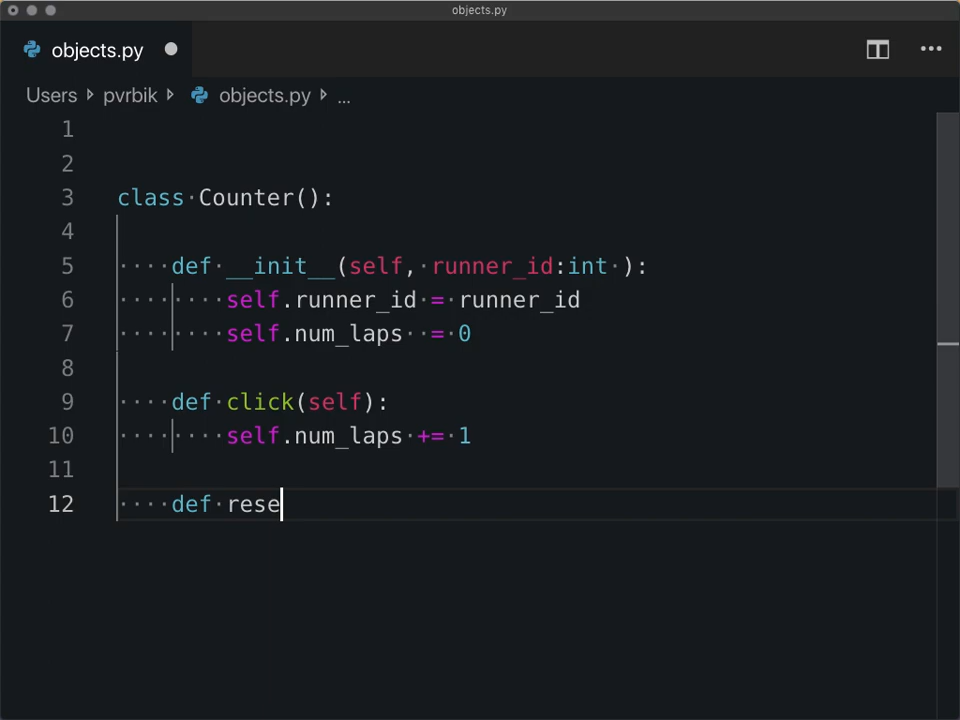 objects.py
objects.py
Users pvrbik objects.py ...
1
2
3 class Counter():
4
5 def __init__(self, runner_id:int ):
6 self.runner_id = runner_id
7 self.num_laps  = 0
8
9 def click(self):
10 self.num_laps += 1
11
12 def rese